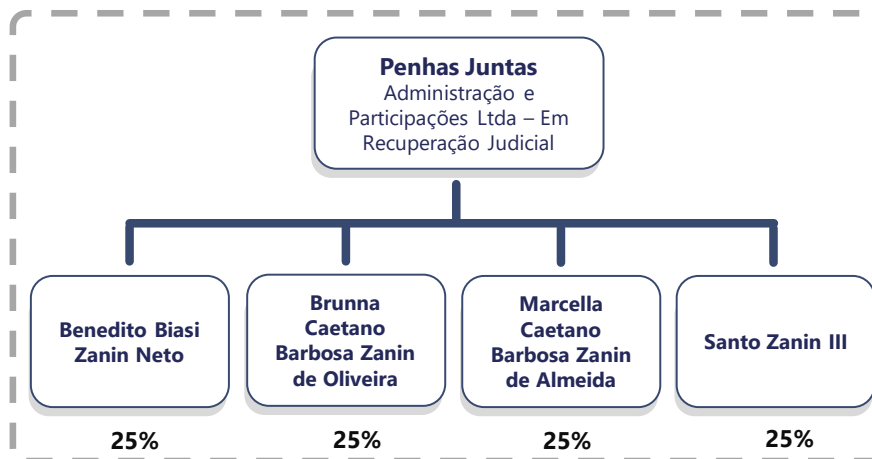 Penhas Juntas
Administração e
Participações Ltda – Em
Recuperação Judicial
Benedito Biasi
Zanin Neto
Brunna
Caetano
Barbosa Zanin
de Oliveira
Marcella
Caetano
Barbosa Zanin
de Almeida
Santo Zanin III
25%
25%
25%
25%